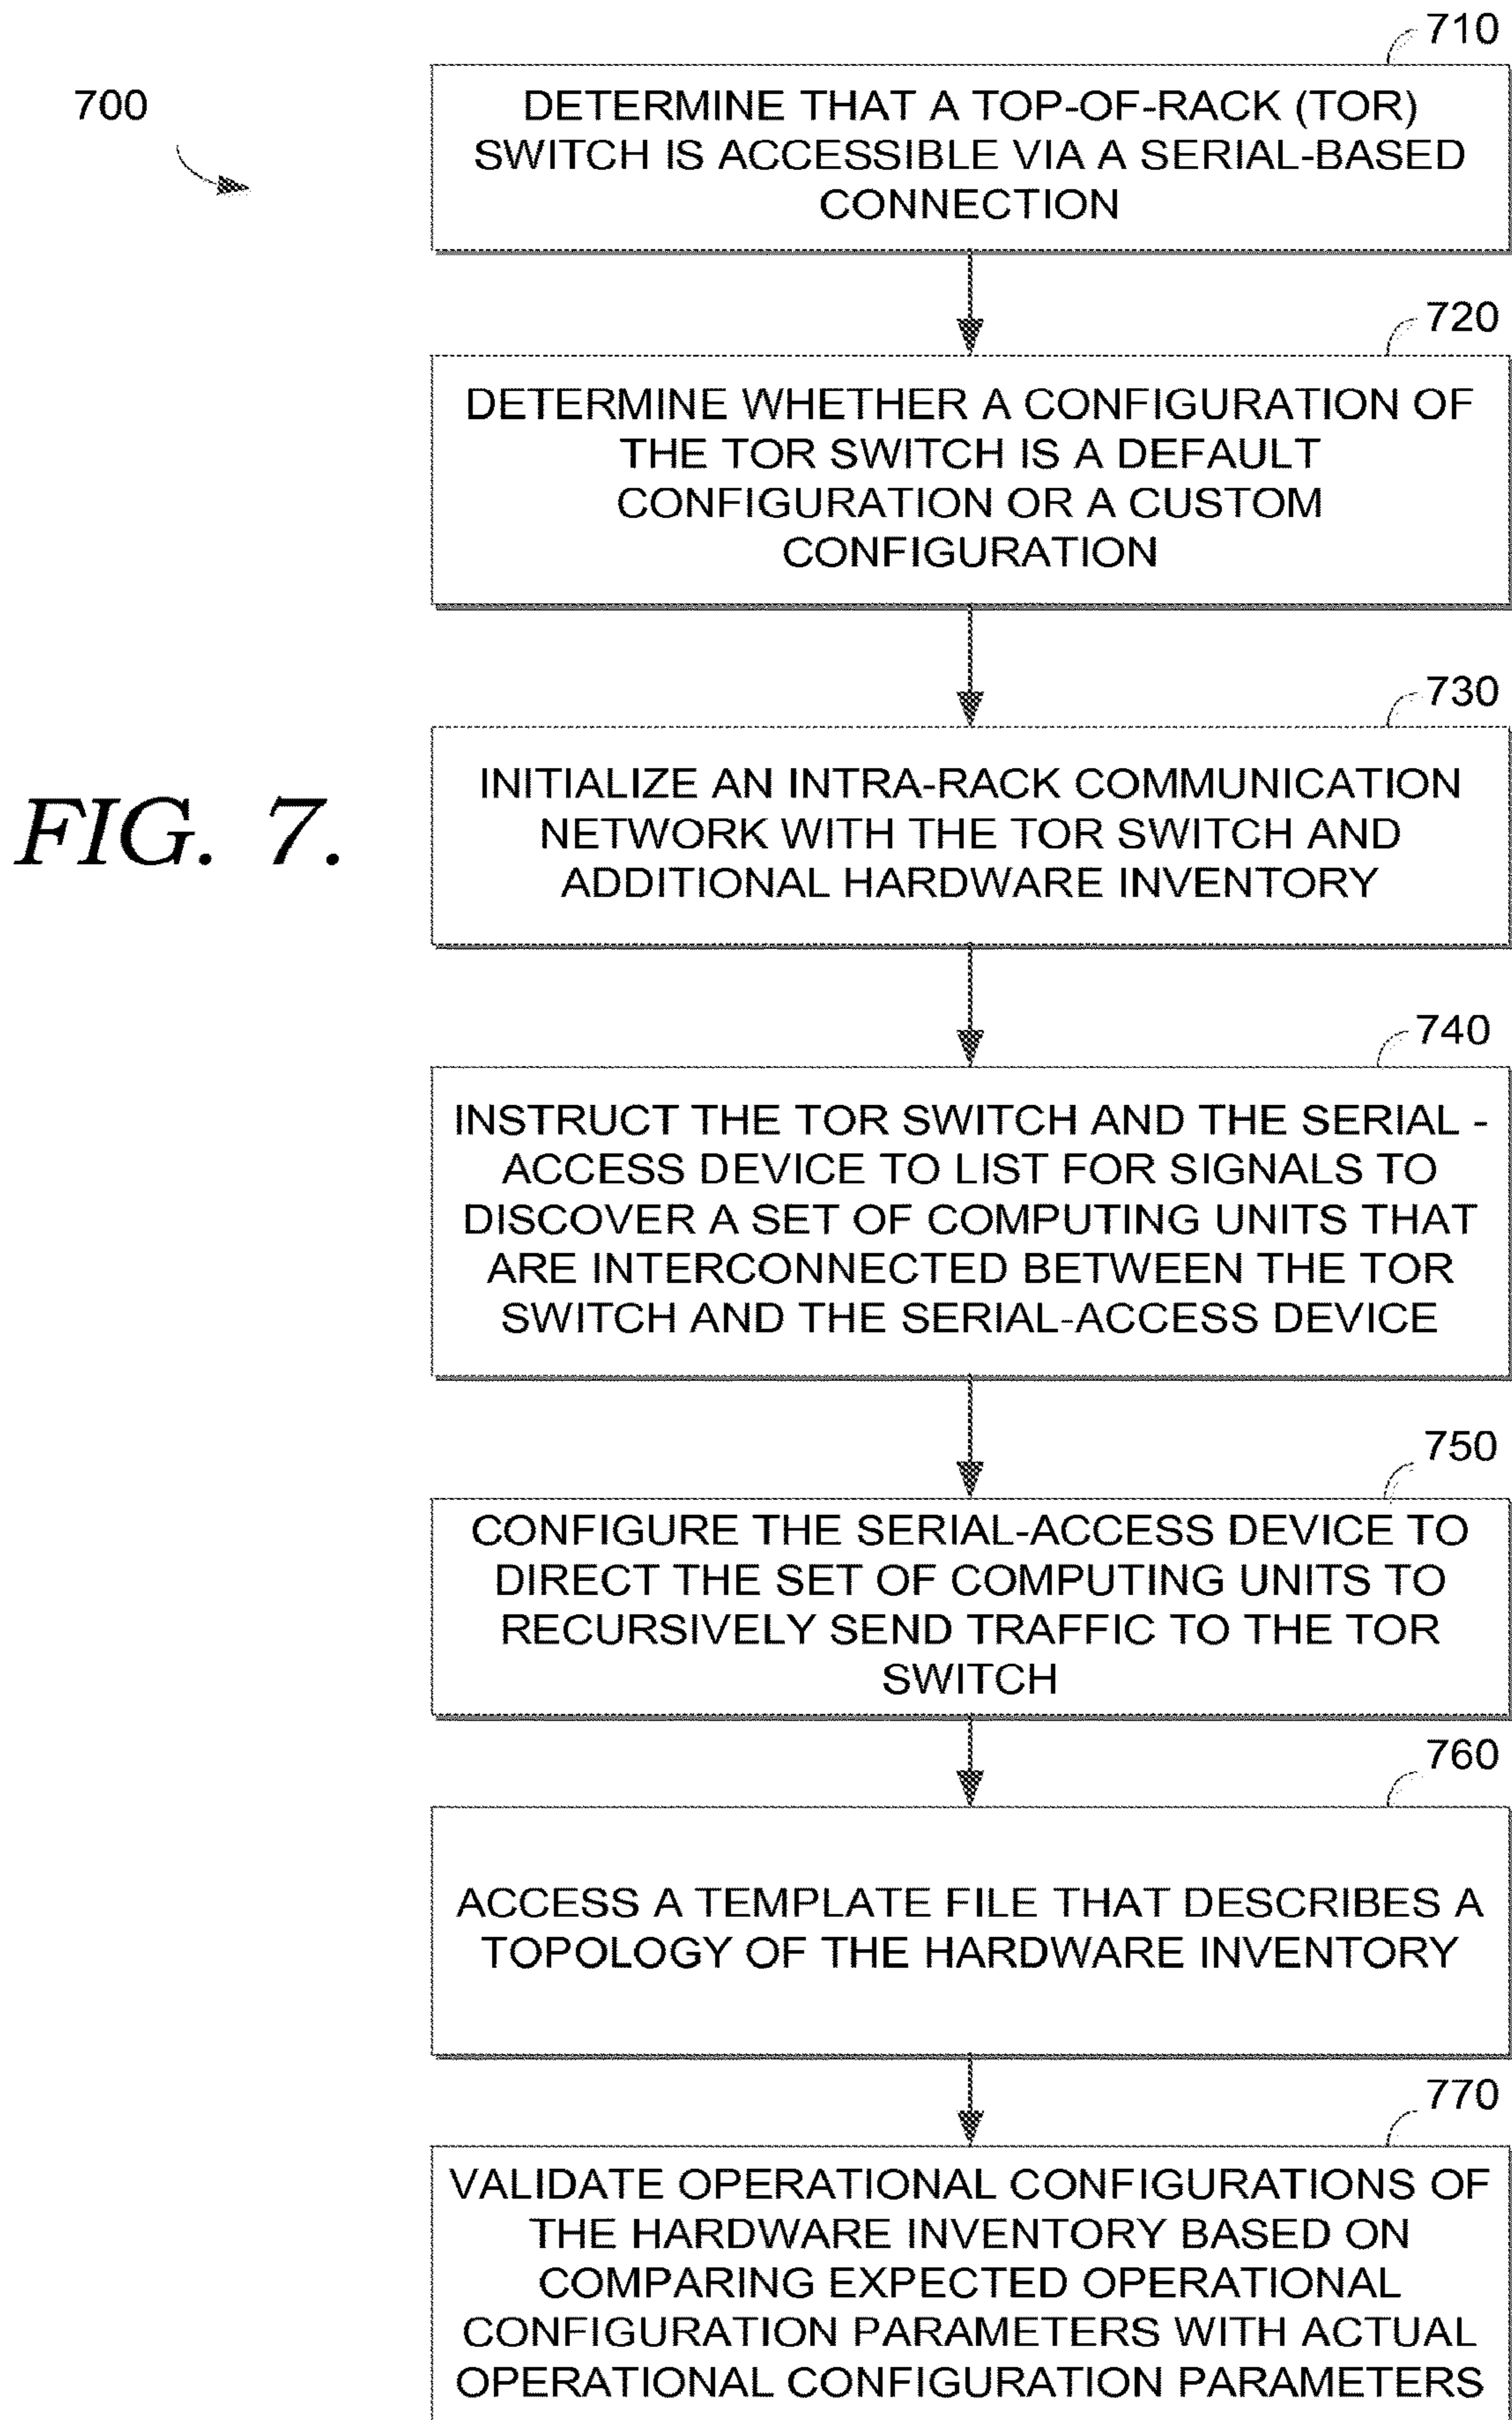 700
710
DETERMINE THAT A TOP-OF-RACK (TOR)
SWITCH IS ACCESSIBLE VIA A SERIAL-BASED
CONNECTION
720
DETERMINE WHETHER A CONFIGURATION OF
THE TOR SWITCH IS A DEFAULT
CONFIGURATION OR A CUSTOM
CONFIGURATION
730
INITIALIZE AN INTRA-RACK COMMUNICATION
NETWORK WITH THE TOR SWITCH AND
ADDITIONAL HARDWARE INVENTORY
FIG. 7.
740
INSTRUCT THE TOR SWITCH AND THE SERIAL -
ACCESS DEVICE TO LIST FOR SIGNALS TO
DISCOVER A SET OF COMPUTING UNITS THAT
ARE INTERCONNECTED BETWEEN THE TOR
SWITCH AND THE SERIAL-ACCESS DEVICE
750
CONFIGURE THE SERIAL-ACCESS DEVICE TO
DIRECT THE SET OF COMPUTING UNITS TO
RECURSIVELY SEND TRAFFIC TO THE TOR
SWITCH
760
ACCESS A TEMPLATE FILE THAT DESCRIBES A
TOPOLOGY OF THE HARDWARE INVENTORY
770
VALIDATE OPERATIONAL CONFIGURATIONS OF
THE HARDWARE INVENTORY BASED ON
COMPARING EXPECTED OPERATIONAL
CONFIGURATION PARAMETERS WITH ACTUAL
OPERATIONAL CONFIGURATION PARAMETERS